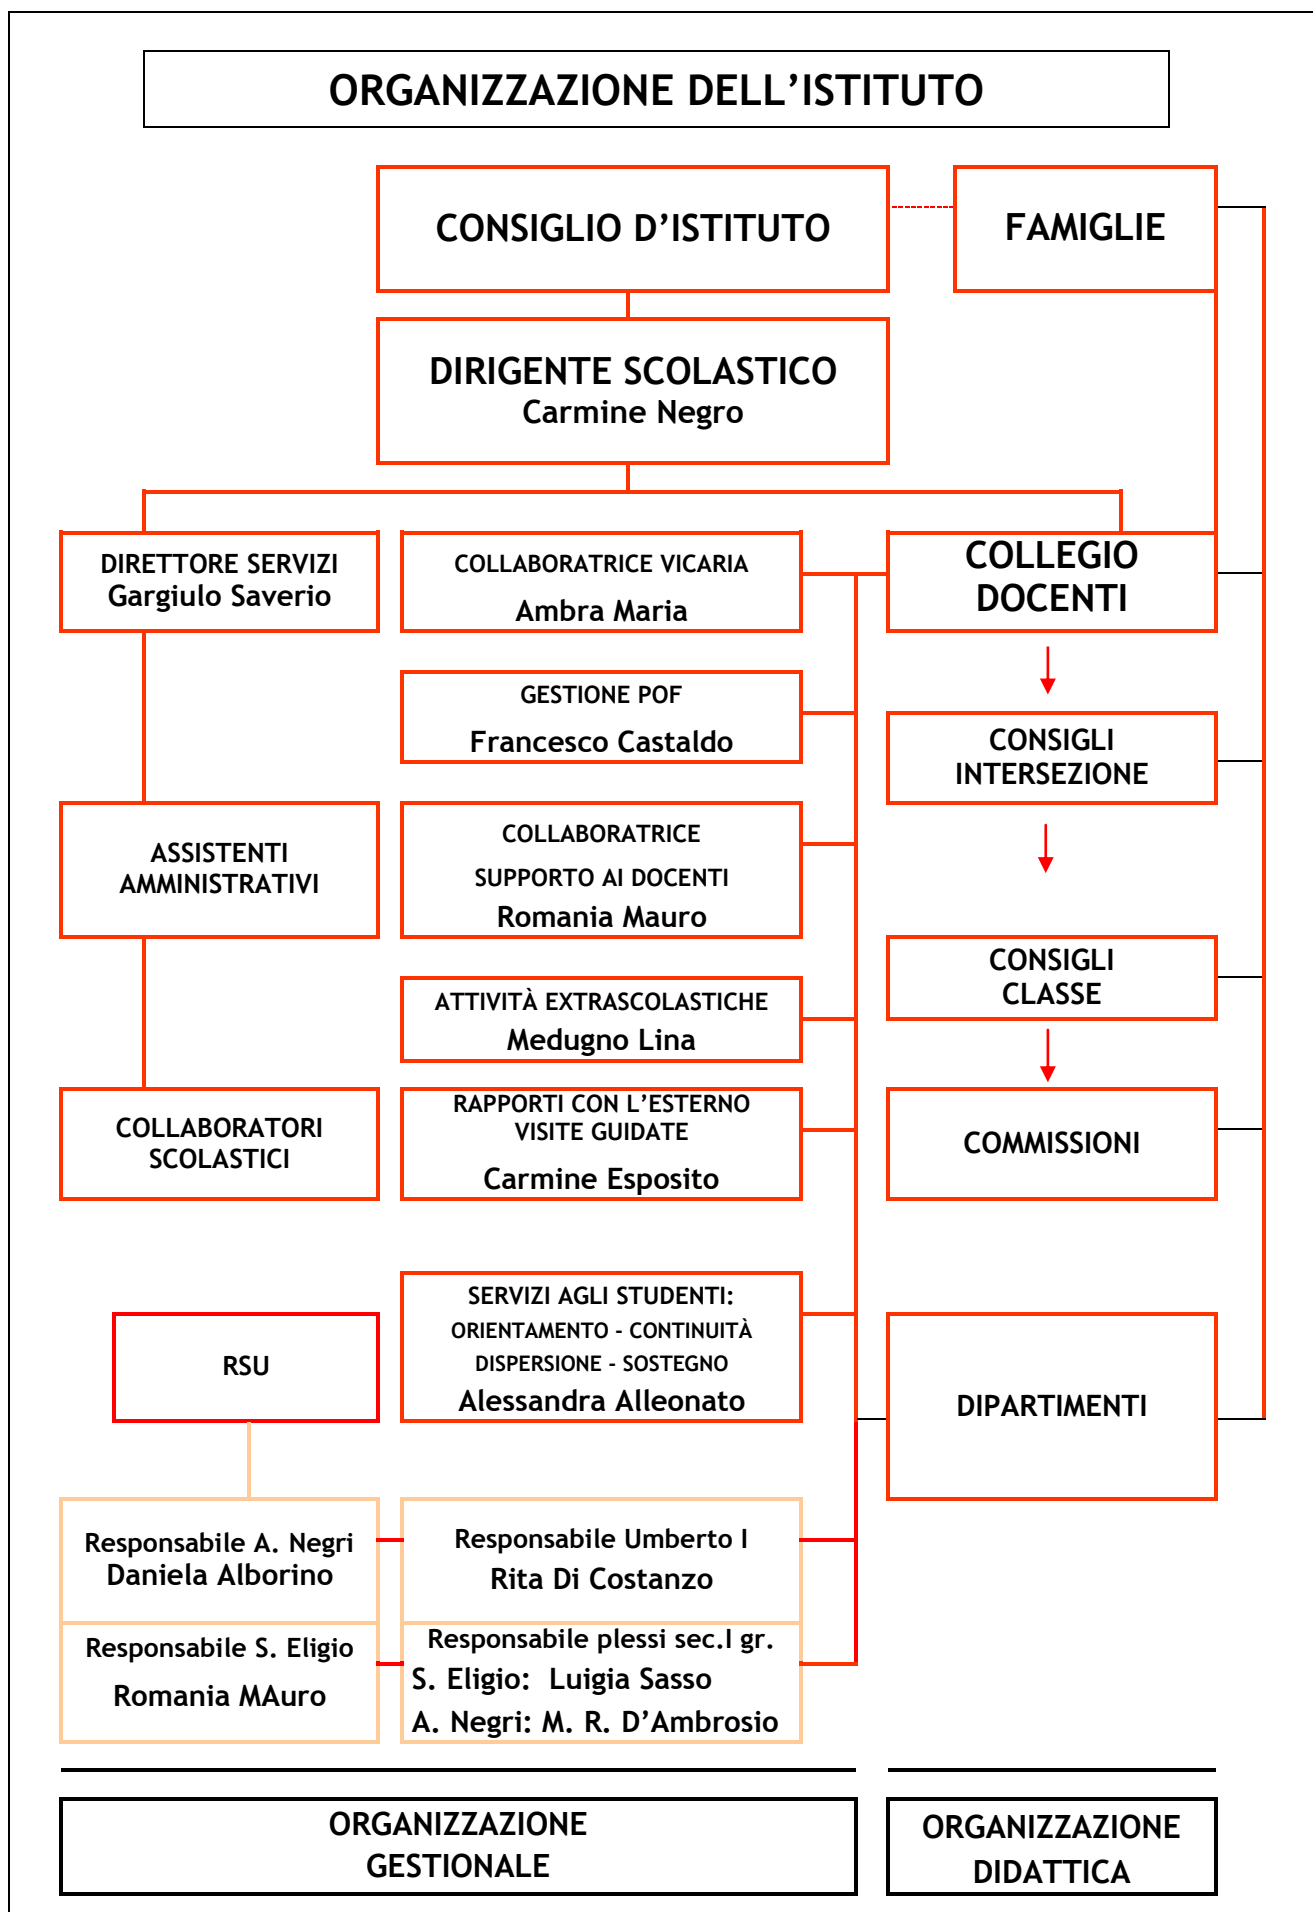 ORGANIZZAZIONE DELL’ISTITUTO
CONSIGLIO D’ISTITUTO
FAMIGLIE
DIRIGENTE SCOLASTICO
Carmine Negro
DIRETTORE SERVIZI
Gargiulo Saverio
COLLABORATRICE VICARIA
Ambra Maria
COLLEGIO
DOCENTI
GESTIONE POF
Francesco Castaldo
CONSIGLI
INTERSEZIONE
ASSISTENTI
AMMINISTRATIVI
COLLABORATRICE
SUPPORTO AI DOCENTI
Romania Mauro
CONSIGLI
CLASSE
ATTIVITÀ EXTRASCOLASTICHE
Medugno Lina
COLLABORATORI
SCOLASTICI
RAPPORTI CON L’ESTERNO
VISITE GUIDATE
Carmine Esposito
COMMISSIONI
RSU
SERVIZI AGLI STUDENTI:
ORIENTAMENTO - CONTINUITÀ
DISPERSIONE - SOSTEGNO
Alessandra Alleonato
DIPARTIMENTI
Responsabile A. Negri
Daniela Alborino
Responsabile Umberto I
Rita Di Costanzo
Responsabile S. Eligio
Romania MAuro
Responsabile plessi sec.I gr.
S. Eligio: Luigia Sasso
A. Negri: M. R. D’Ambrosio
ORGANIZZAZIONE
GESTIONALE
ORGANIZZAZIONE
DIDATTICA